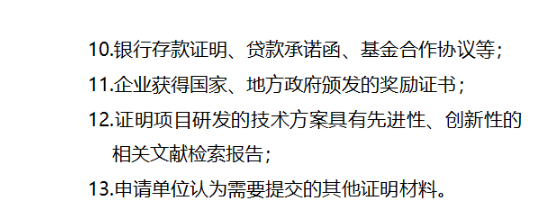 10.银行存款证明、贷款承诺函、基金合作协议等；
11.企业获得国家、地方政府颁发的奖励证书；
12.证明项目研发的技术方案具有先进性、创新性的
相关文献检索报告；
13.申请单位认为需要提交的其他证明材料。